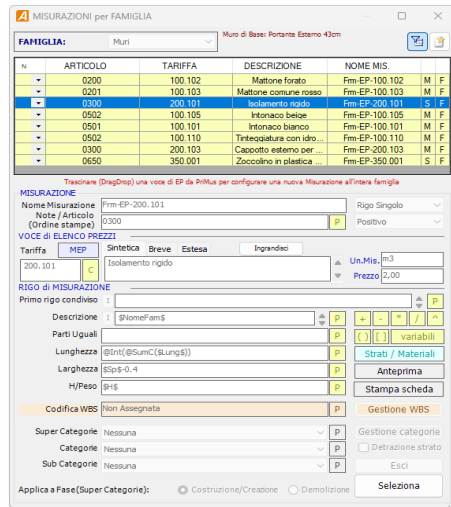 MISURAZIONI per FAMIGLIA
FAMIGLIA: Muri Muro di Base: Portante Esterno 43cm
N ARTICOLO TARIFFA DESCRIZIONE NOME MIS.
0200 100.102 Mattone forato Frm-EP-100.102 M F
0201 100.103 Mattone comune rosso Frm-EP-100.103 M F
0300 200.101 Isolamento rigido Frm-EP-200.101 S F
0502 100.105 Intonaco beige Frm-EP-100.105 M F
0501 100.101 Intonaco bianco Frm-EP-100.101 M F
0502 100.110 Tinteggiatura con idro... Frm-EP-100.110 M F
0300 200.103 Cappotto esterno per ... Frm-EP-200.103 M F
0650 350.001 Zoccolino in plastica ... Frm-EP-350.001 S F
Trascinare (DragDrop) una voce di EP da PriMus per configurare una nuova Misurazione all'intera famiglia
MISURAZIONE
Nome Misurazione Frm-EP-200.101 Rigo Singolo
Note / Articolo
(Ordine stampe) 0300 P Positivo
VOCE di ELENCO PREZZI
Tariffa MEP Sintetica Breve Estesa Ingrandisci
200.101 C Isolamento rigido Un.Mis. m3
Prezzo 2,00
RIGO di MISURAZIONE
Primo rigo condiviso P
Descrizione $NomeFam$ P + - * / ^
Parti Uguali P ( ) [ ] variabili
Lunghezza @Int(@SumC($Lung$)) P Strati / Materiali
Larghezza $Sp$-0.4 P Anteprima
H/Peso $H$ P Stampa scheda
Codifica WBS Non Assegnata P Gestione WBS
Super Categorie Nessuna P Gestione categorie
Categorie Nessuna P Detrazione strato
Sub Categorie Nessuna P Esci
Applica a Fase(Super Categorie): Costruzione/Creazione Demolizione Seleziona